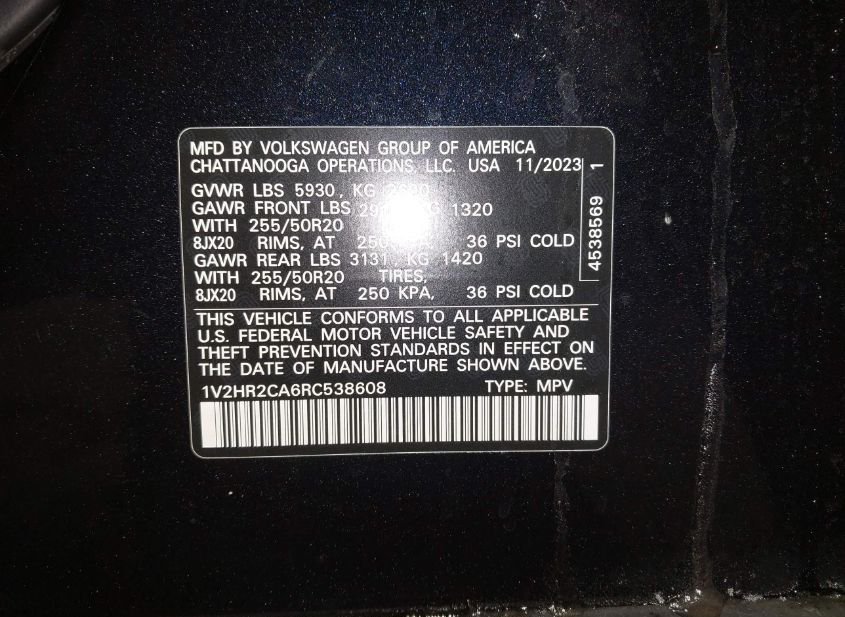 MFD BY VOLKSWAGEN GROUP OF AMERICA
CHATTANOOGA OPERATIONS, LLC. USA 11/2023
GVWR LBS 5930, KG
GAWR FRONT LBS 1320
WITH 255/50R20
8JX20 RIMS, AT 36 PSI COLD
GAWR REAR LBS 3131, KG 1420
WITH 255/50R20 TIRES,
8JX20 RIMS, AT 250 KPA, 36 PSI COLD
4538569 1
THIS VEHICLE CONFORMS TO ALL APPLICABLE
U.S. FEDERAL MOTOR VEHICLE SAFETY AND
THEFT PREVENTION STANDARDS IN EFFECT ON
THE DATE OF MANUFACTURE SHOWN ABOVE.
1V2HR2CA6RC538608 TYPE: MPV